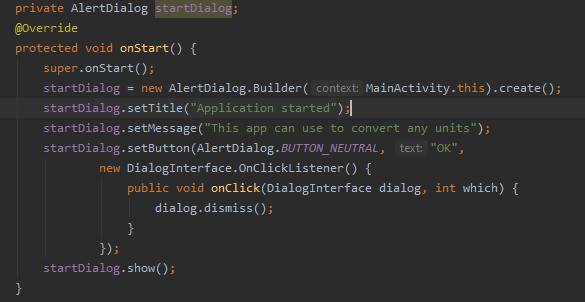 private AlertDialog startDialog;
@Override
protected void onStart() {
super.onStart();
startDialog = new AlertDialog.Builder( context: MainActivity.this).create();
startDialog.setTitle("Application started");
startDialog.setMessage("This app can use to convert any units");
startDialog.setButton(AlertDialog.BUTTON_NEUTRAL, text: "OK",
new DialogInterface.OnClickListener() {
public void onClick(DialogInterface dialog, int which) {
dialog.dismiss();
}
});
startDialog.show();
}